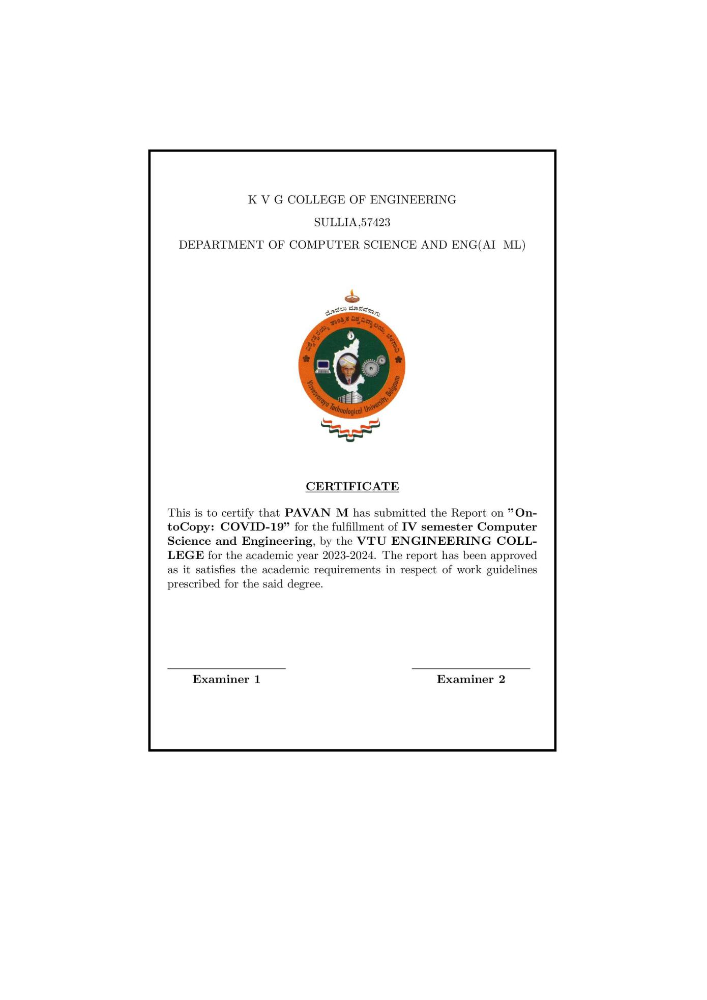 K V G COLLEGE OF ENGINEERING
SULLIA,57423
DEPARTMENT OF COMPUTER SCIENCE AND ENG(AI ML)
ಮೊದಲು ಮಾನವನಾಗು
ವಿಶ್ವೇಶ್ವರಯ್ಯ ತಾಂತ್ರಿಕ ವಿಶ್ವವಿದ್ಯಾಲಯ, ಬೆಳಗಾವಿ
Visvesvaraya Technological University, Belgaum
CERTIFICATE
This is to certify that PAVAN M has submitted the Report on ”On-
toCopy: COVID-19” for the fulfillment of IV semester Computer
Science and Engineering, by the VTU ENGINEERING COLL-
LEGE for the academic year 2023-2024. The report has been approved
as it satisfies the academic requirements in respect of work guidelines
prescribed for the said degree.
Examiner 1 Examiner 2